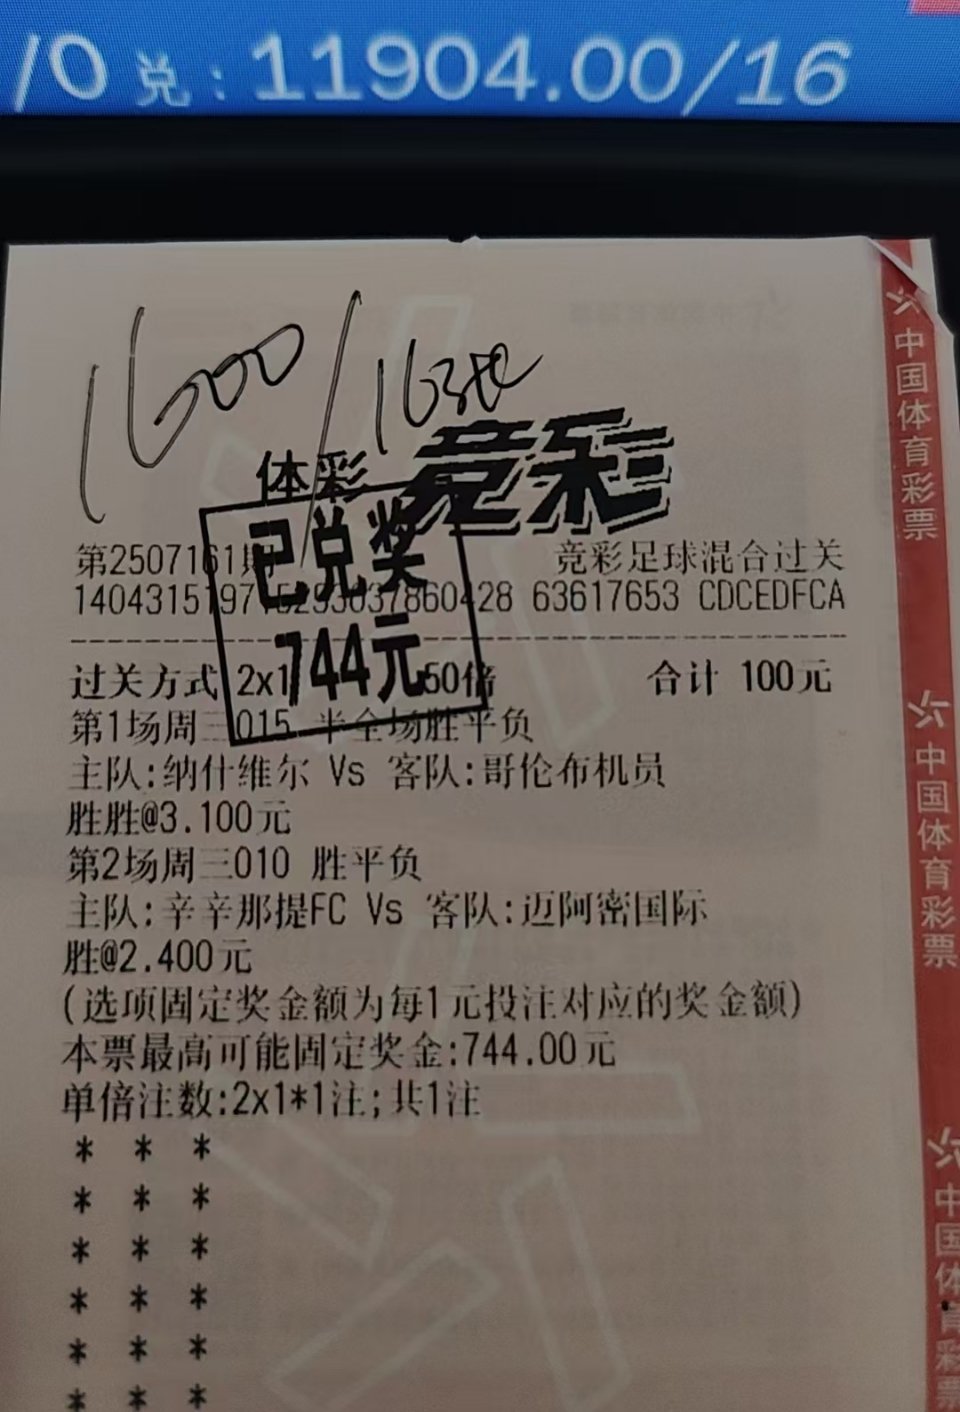 /0 兑:11904.00/16
1600/16张
体彩 竞彩
已兑奖
744元
第2507161期 竞彩足球混合过关
63617653 CDCEDFCA
过关方式 2x1 50倍 合计 100元
第1场周三015 半全场胜平负
主队:纳什维尔 Vs 客队:哥伦布机员
胜胜@3.100元
第2场周三010 胜平负
主队:辛辛那提FC Vs 客队:迈阿密国际
胜@2.400元
(选项固定奖金额为每1元投注对应的奖金额)
本票最高可能固定奖金:744.00元
单倍注数:2x1*1注;共1注
* * *
* * *
* * *
* * *
* * *
* * *
中国体育彩票
中国体育彩票
中国体育彩票